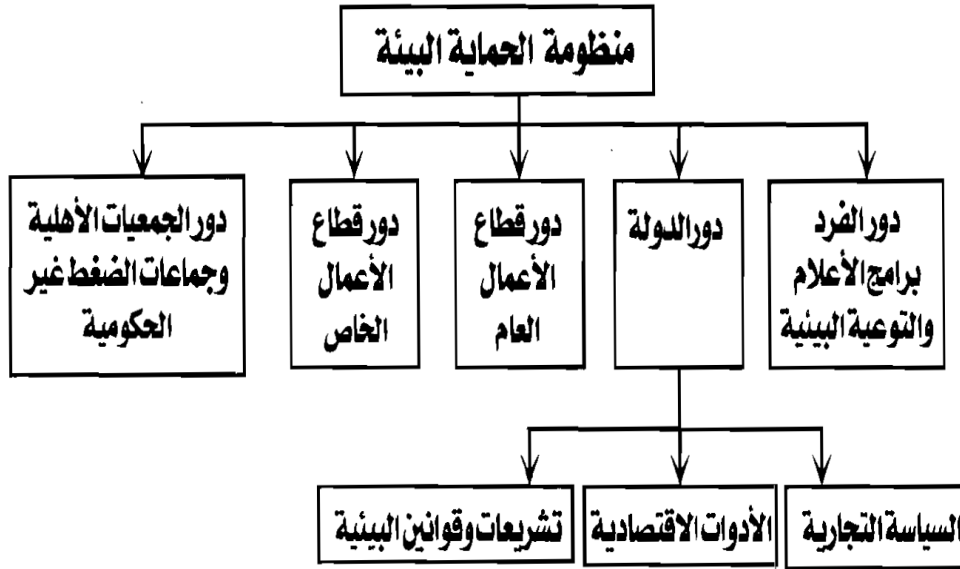 منظومة الحماية البيئة
دور الفرد
برامج الأعلام
والتوعية البيئية
دور الدولة
دور قطاع
الأعمال
العام
دور قطاع
الأعمال
الخاص
دور الجمعيات الأهلية
وجماعات الضغط غير
الحكومية
السياسة التجارية
الأدوات الاقتصادية
تشريعات وقوانين البيئية